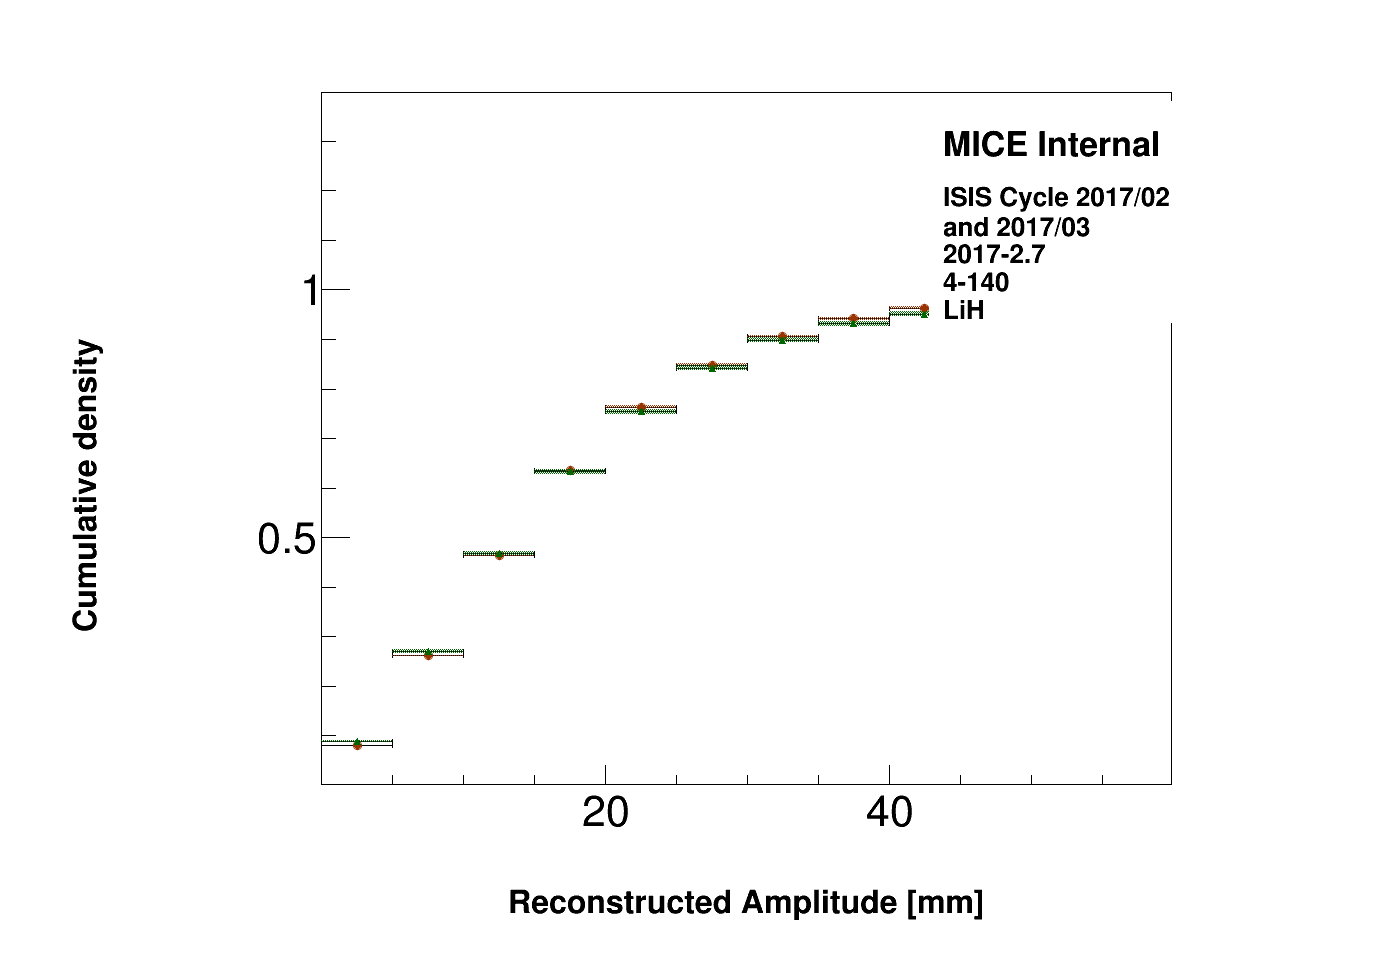 MICE Internal
ISIS Cycle 2017/02
and 2017/03
2017-2.7
4-140
LiH
1
0.5
Cumulative density
20 40
Reconstructed Amplitude [mm]